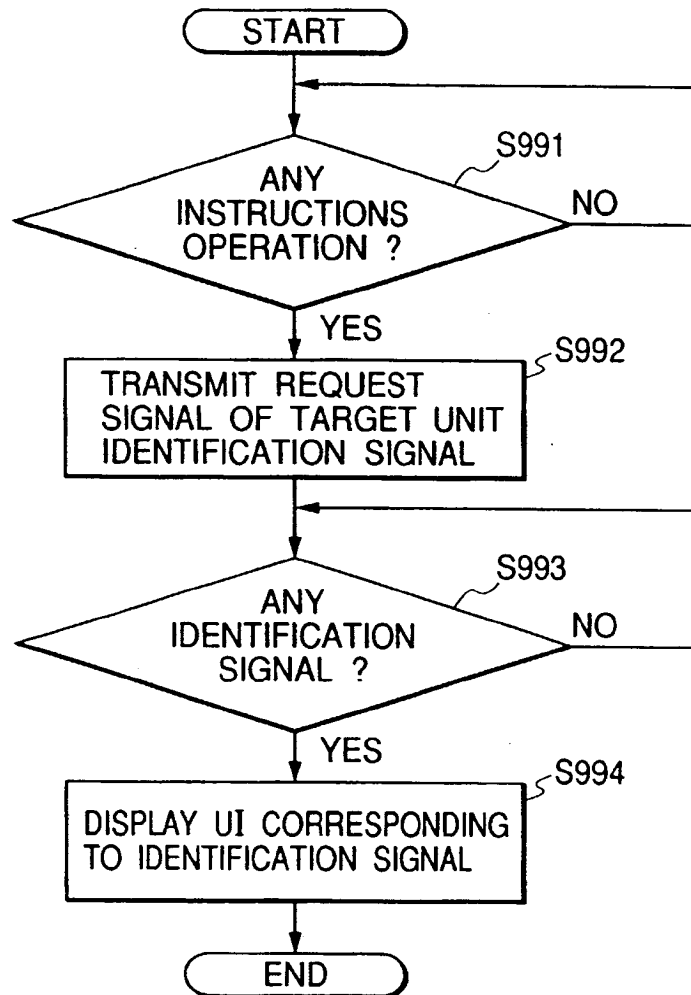 START
S991
ANY
INSTRUCTIONS
OPERATION ?
NO
YES
S992
TRANSMIT REQUEST
SIGNAL OF TARGET UNIT
IDENTIFICATION SIGNAL
S993
ANY
IDENTIFICATION
SIGNAL ?
NO
YES
S994
DISPLAY UI CORRESPONDING
TO IDENTIFICATION SIGNAL
END